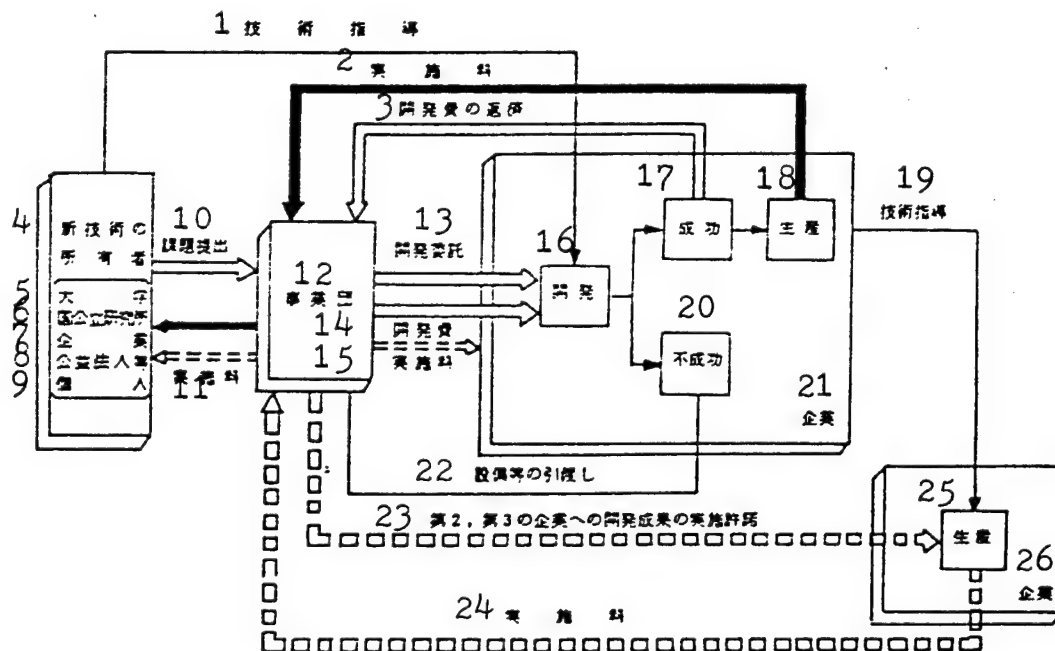 1 技術指導
2 実施料
3 開発費の返済
4 新技術の所有者
10 課題提出
5 大学
6 国公立研究所
7 企業
8 公益法人等
9 個人
11 実施料
12 事業団
13 開発委託
14 開発費
15 実施料
16 開発
17 成功
18 生産
19 技術指導
20 不成功
21 企業
22 設備等の引渡し
23 第2,第3の企業への開発成果の実施許諾
24 実施料
25 生産
26 企業